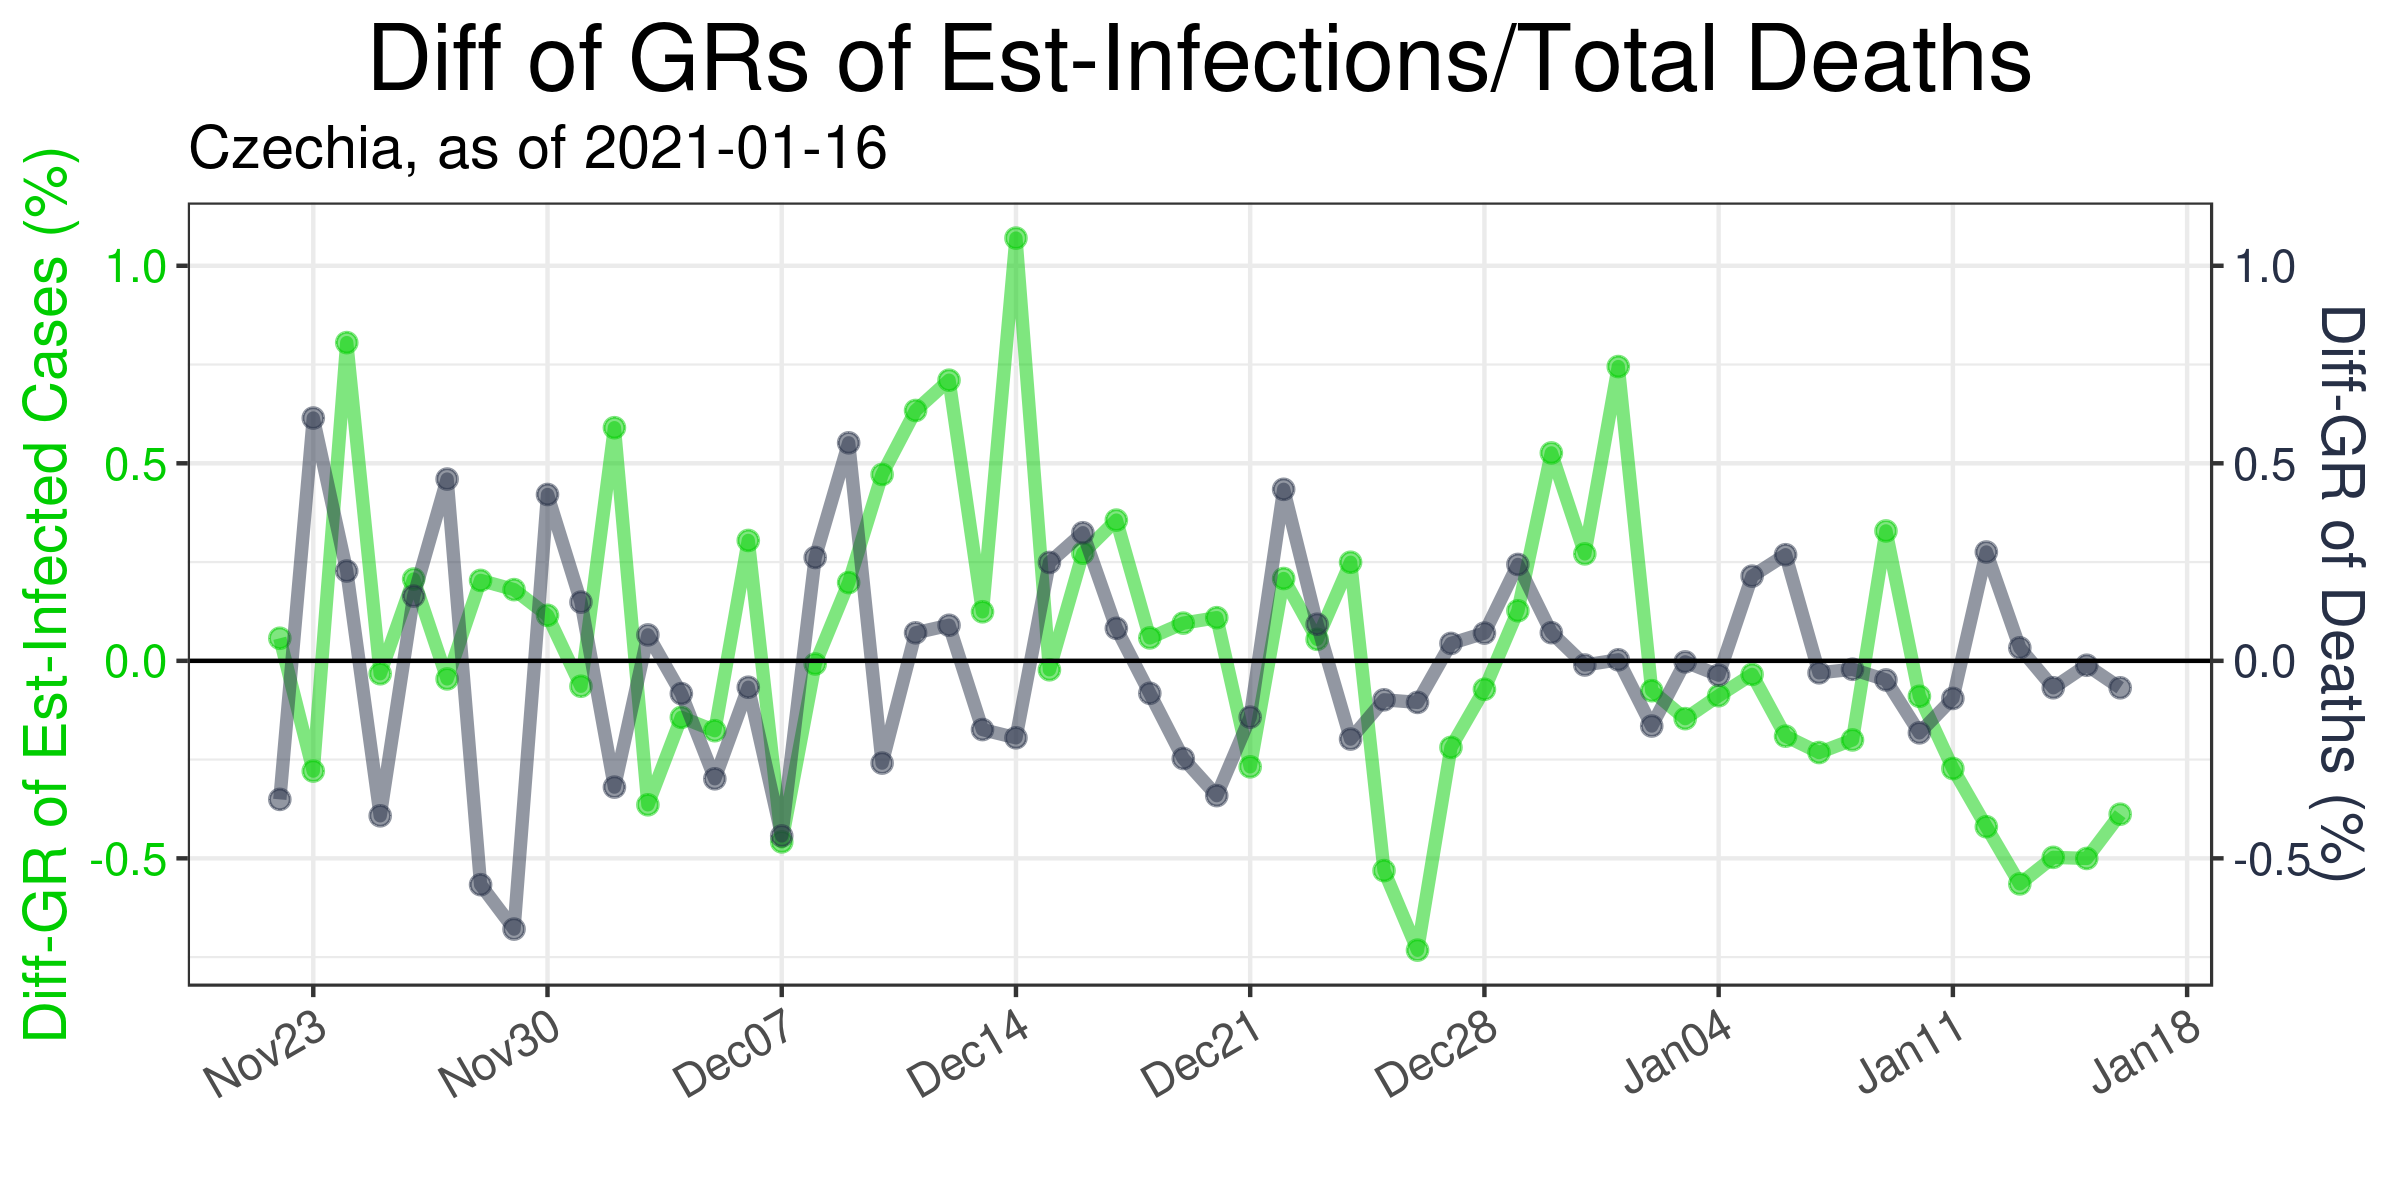 Diff of GRs of Est-Infections/Total Deaths
Czechia, as of 2021-01-16
Diff-GR of Est-Infected Cases (%)
1.0
0.5
0.0
-0.5
1.0
0.5
0.0
-0.5
Diff-GR of Deaths (%)
Nov23
Nov30
Dec07
Dec14
Dec21
Dec28
Jan04
Jan11
Jan18